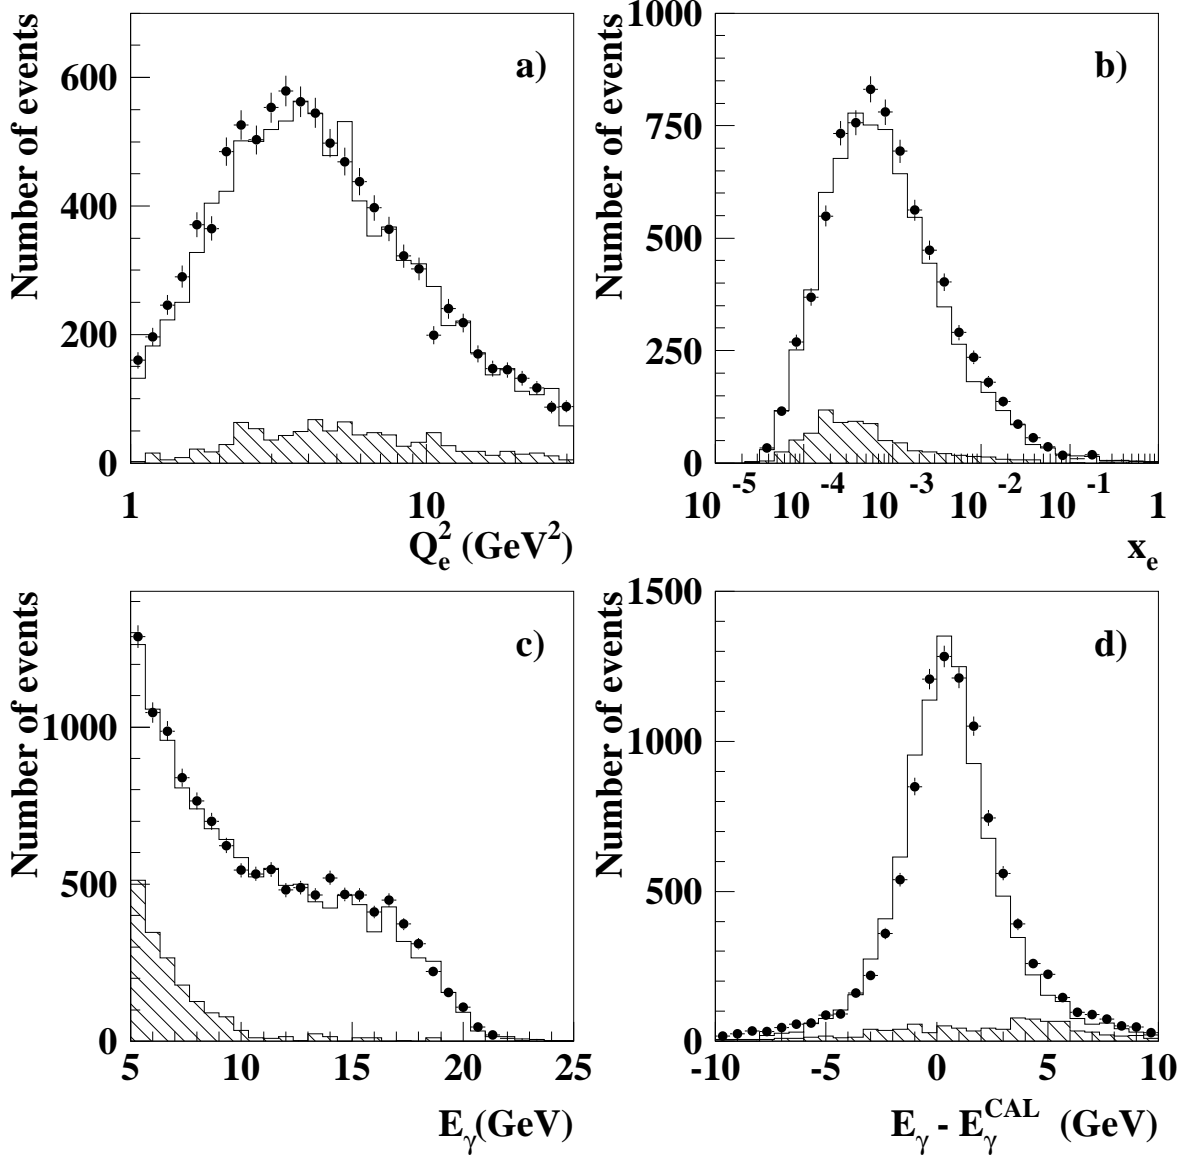 Number of events
a)
600
400
200
0
1
10
Q_e^2 (GeV^2)
Number of events
b)
1000
750
500
250
0
10^-5
10^-4
10^-3
10^-2
10^-1
1
x_e
Number of events
c)
1000
500
0
5
10
15
20
25
E_γ(GeV)
Number of events
d)
1500
1000
500
0
-10
-5
0
5
10
E_γ - E_γ^CAL (GeV)